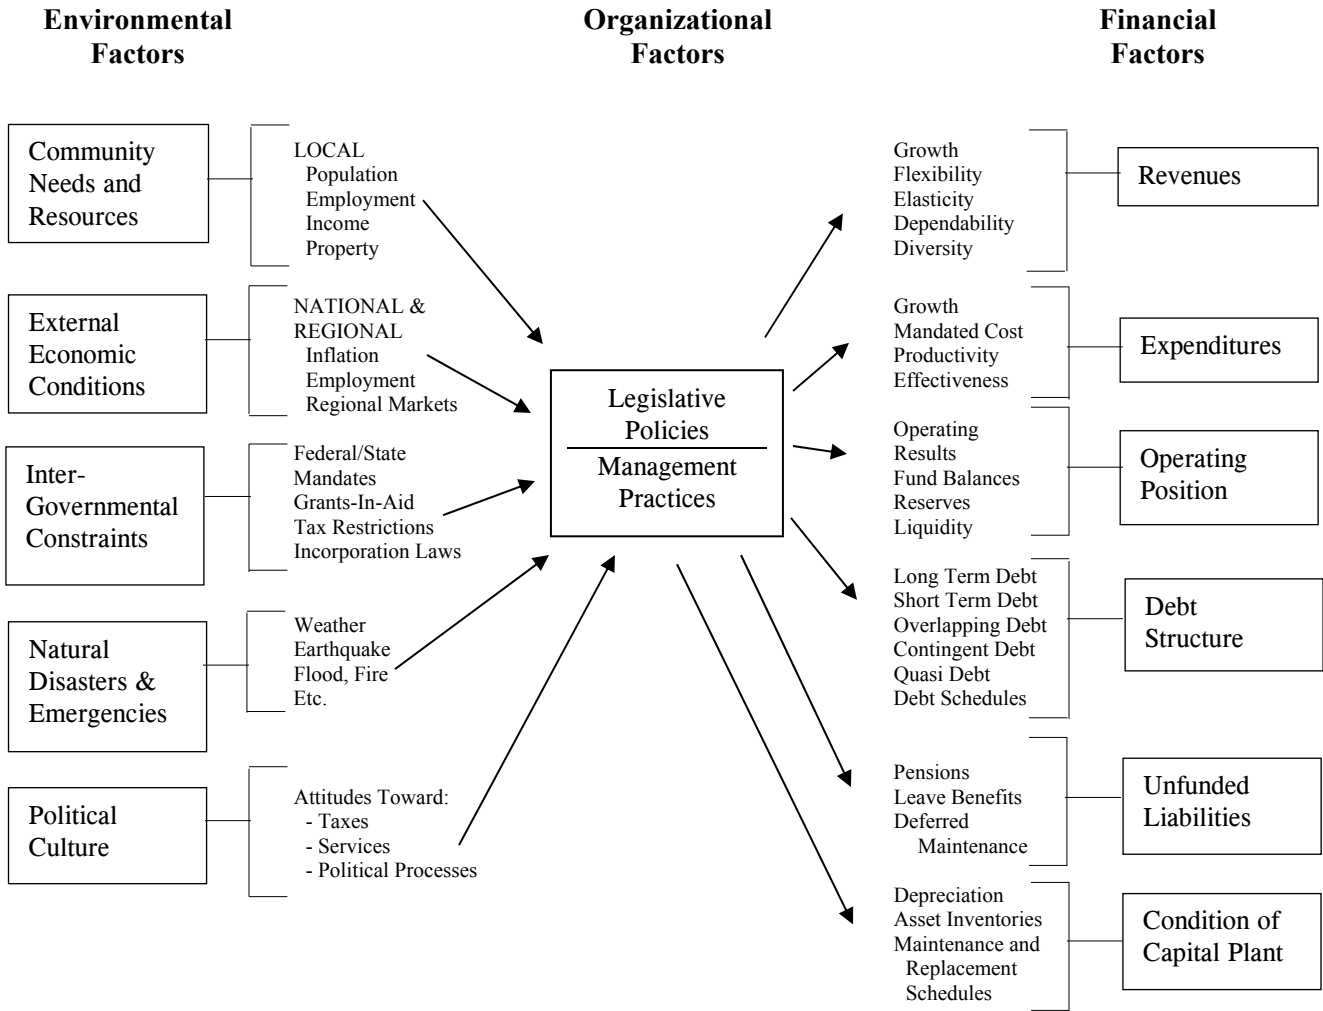 Environmental
Factors
Organizational
Factors
Financial
Factors
Community
Needs and
Resources
LOCAL
Population
Employment
Income
Property
External
Economic
Conditions
NATIONAL &
REGIONAL
Inflation
Employment
Regional Markets
Inter-
Governmental
Constraints
Federal/State
Mandates
Grants-In-Aid
Tax Restrictions
Incorporation Laws
Natural
Disasters &
Emergencies
Weather
Earthquake
Flood, Fire
Etc.
Political
Culture
Attitudes Toward:
- Taxes
- Services
- Political Processes
Legislative
Policies
Management
Practices
Growth
Flexibility
Elasticity
Dependability
Diversity
Revenues
Growth
Mandated Cost
Productivity
Effectiveness
Expenditures
Operating
Results
Fund Balances
Reserves
Liquidity
Operating
Position
Long Term Debt
Short Term Debt
Overlapping Debt
Contingent Debt
Quasi Debt
Debt Schedules
Debt
Structure
Pensions
Leave Benefits
Deferred
Maintenance
Unfunded
Liabilities
Depreciation
Asset Inventories
Maintenance and
Replacement
Schedules
Condition of
Capital Plant